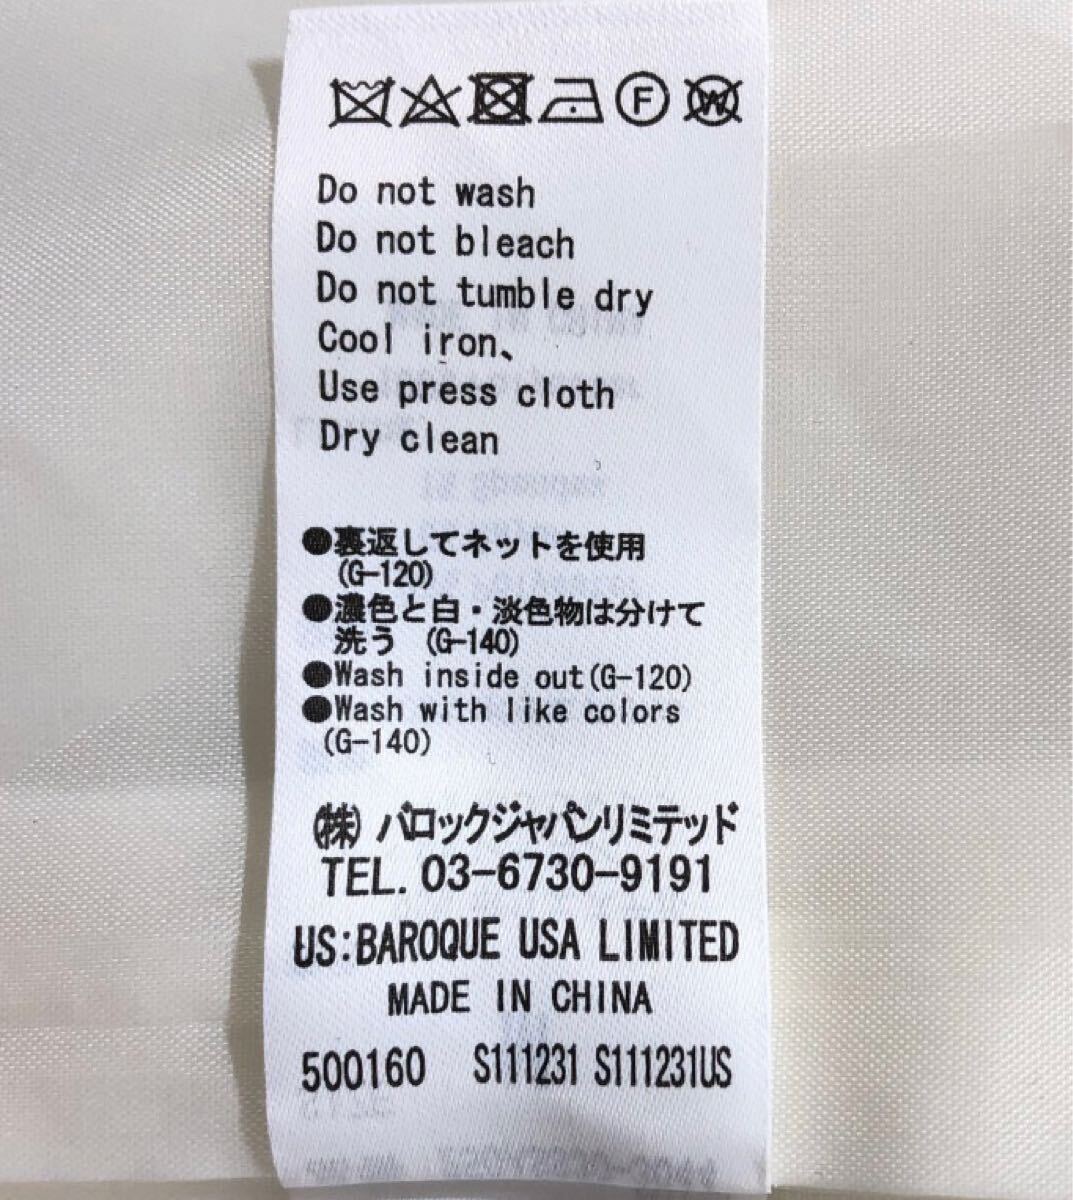 F W
Do not wash
Do not bleach
Do not tumble dry
Cool iron、
Use press cloth
Dry clean
●裏返してネットを使用
(G-120)
●濃色と白・淡色物は分けて
洗う (G-140)
●Wash inside out(G-120)
●Wash with like colors
(G-140)
㈱ バロックジャパンリミテッド
TEL. 03-6730-9191
US:BAROQUE USA LIMITED
MADE IN CHINA
500160 S111231 S111231US